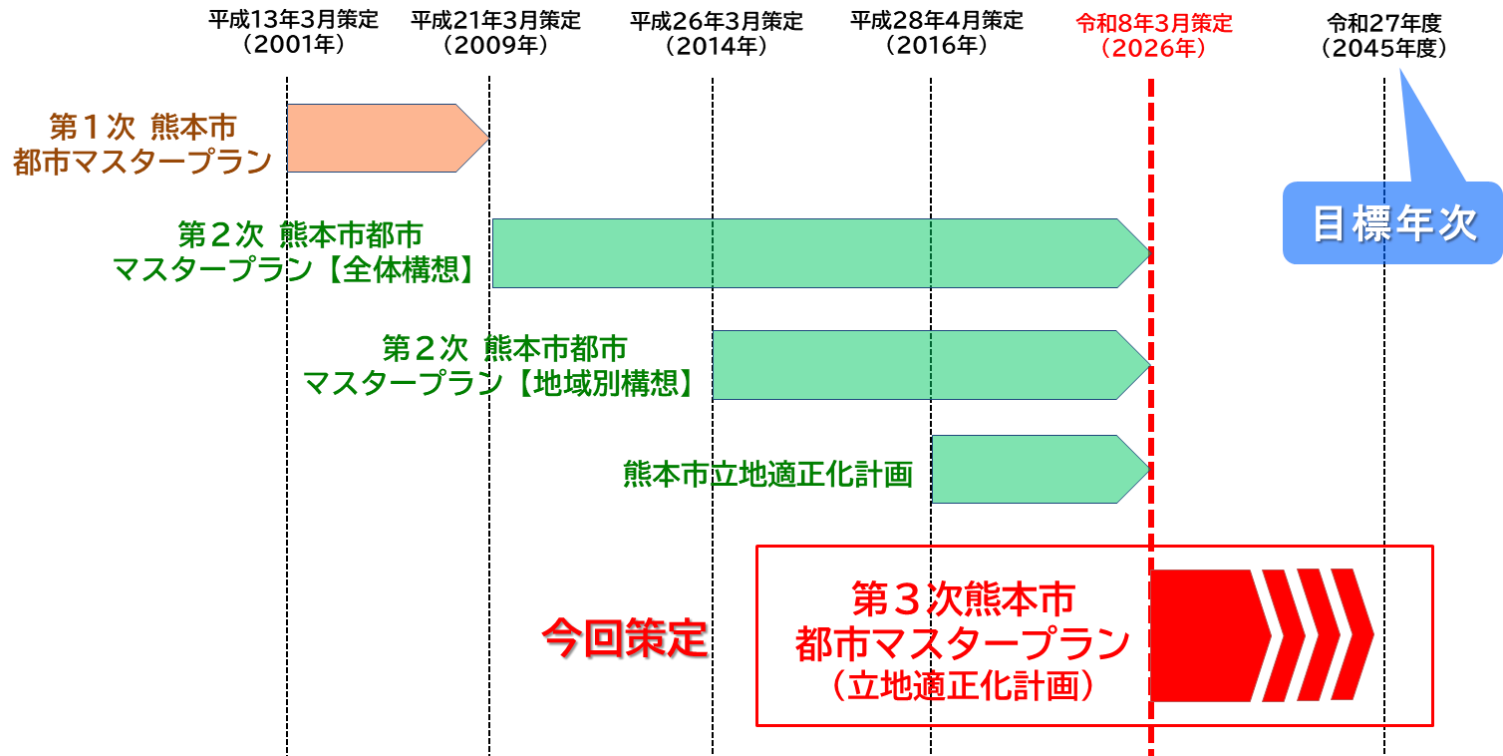 平成13年3月策定
（2001年）
平成21年3月策定
（2009年）
平成26年3月策定
（2014年）
平成28年4月策定
（2016年）
令和8年3月策定
（2026年）
令和27年度
（2045年度）
第１次 熊本市
都市マスタープラン
目標年次
第２次 熊本市都市
マスタープラン【全体構想】
第２次 熊本市都市
マスタープラン【地域別構想】
熊本市立地適正化計画
今回策定
第３次熊本市
都市マスタープラン
（立地適正化計画）